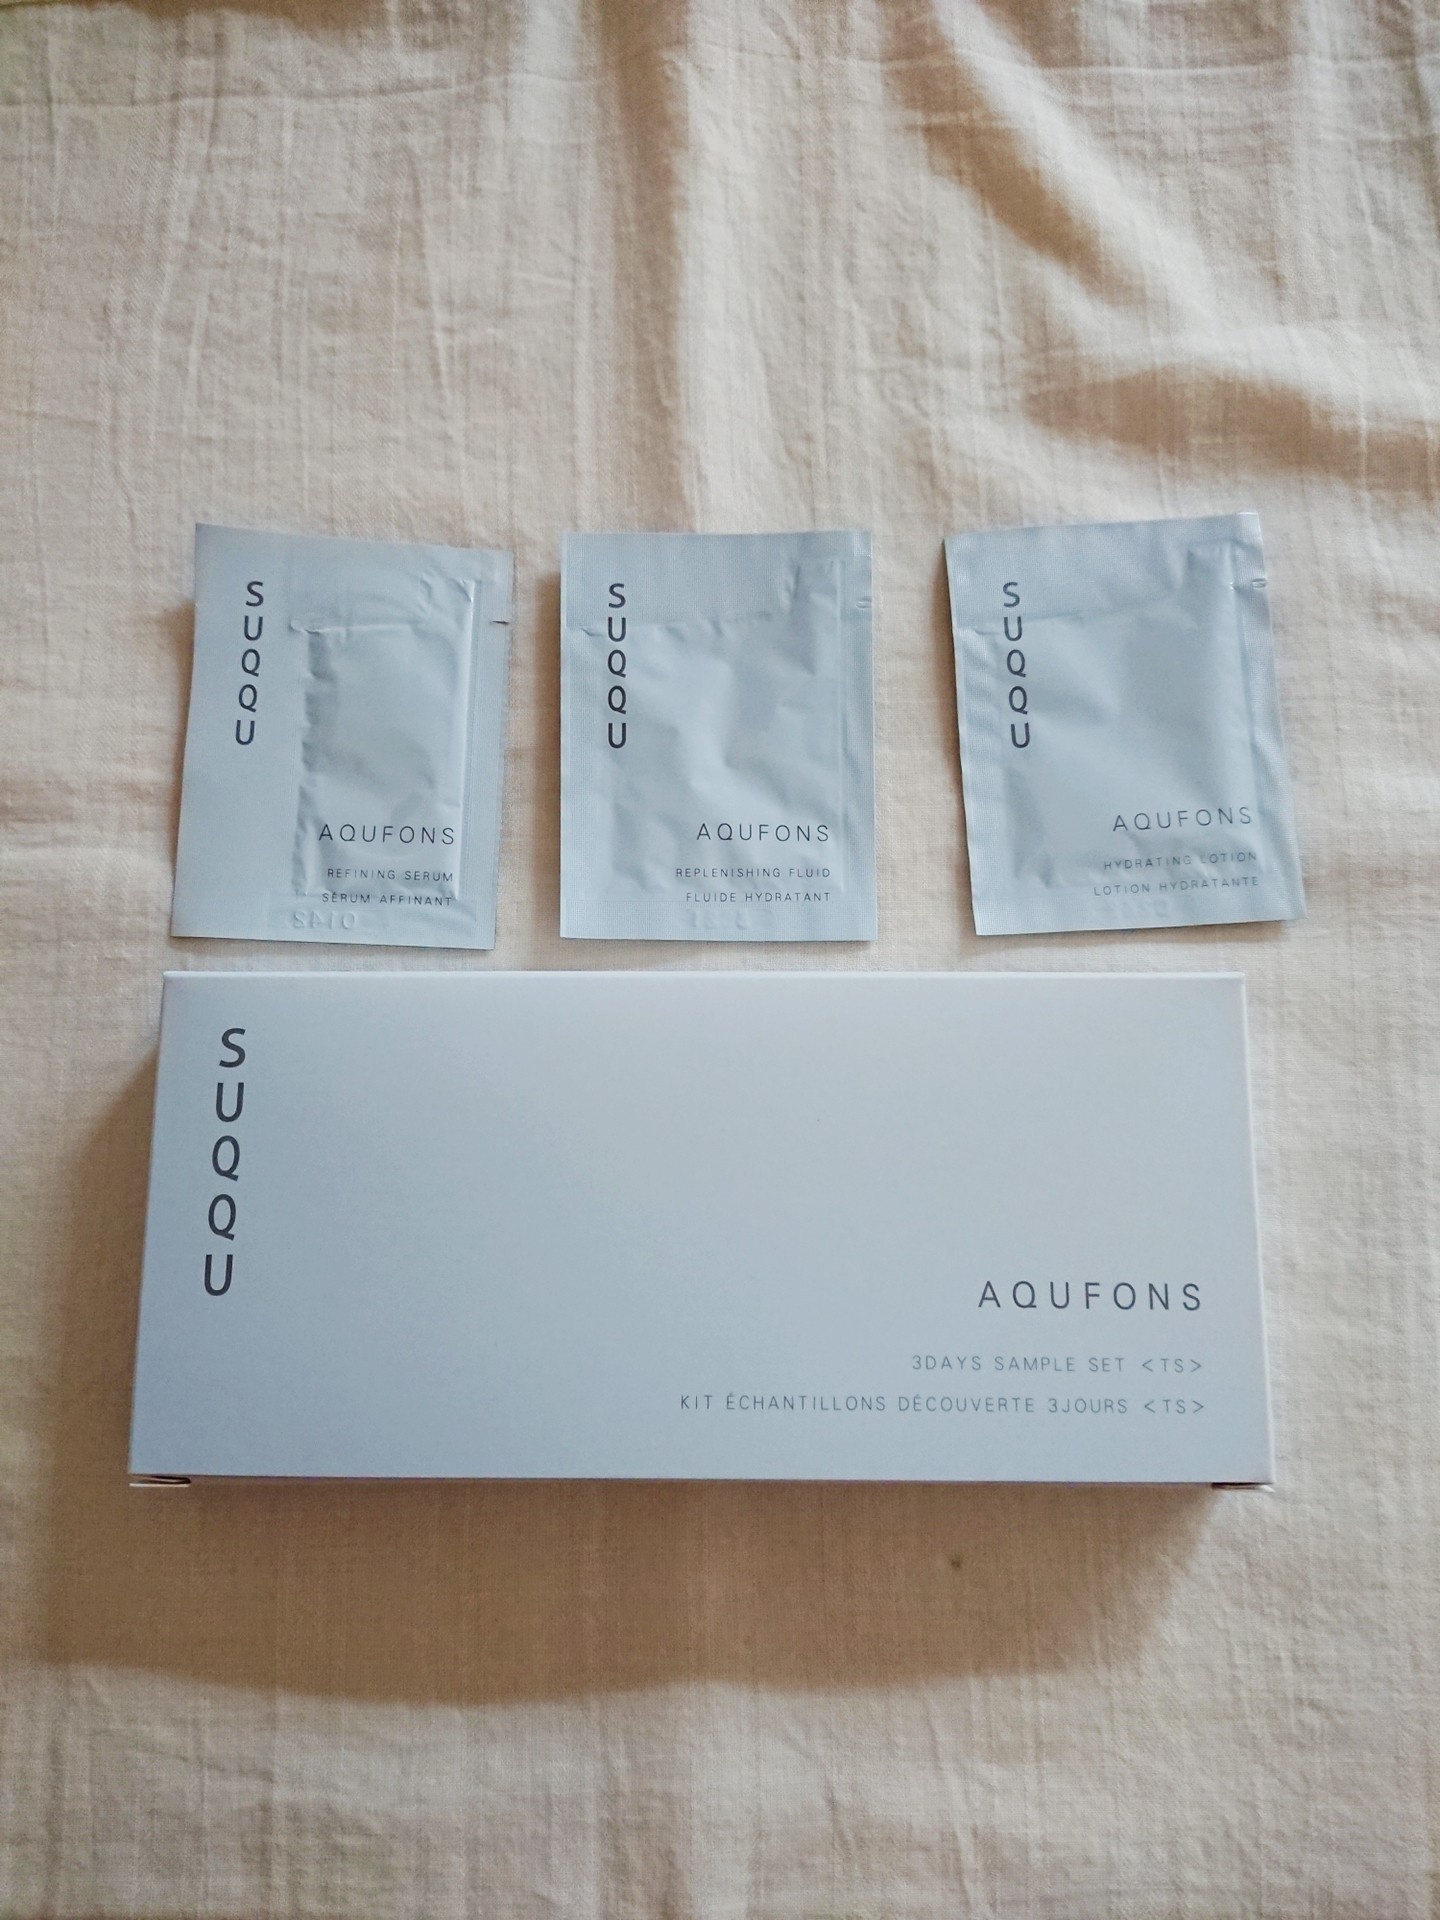 SUQQU
AQUFONS
REFINING SERUM
SÉRUM AFFINANT
SUQQU
AQUFONS
REPLENISHING FLUID
FLUIDE HYDRATANT
SUQQU
AQUFONS
HYDRATING LOTION
LOTION HYDRATANTE
SUQQU
AQUFONS
3DAYS SAMPLE SET <TS>
KIT ÉCHANTILLONS DÉCOUVERTE 3JOURS <TS>